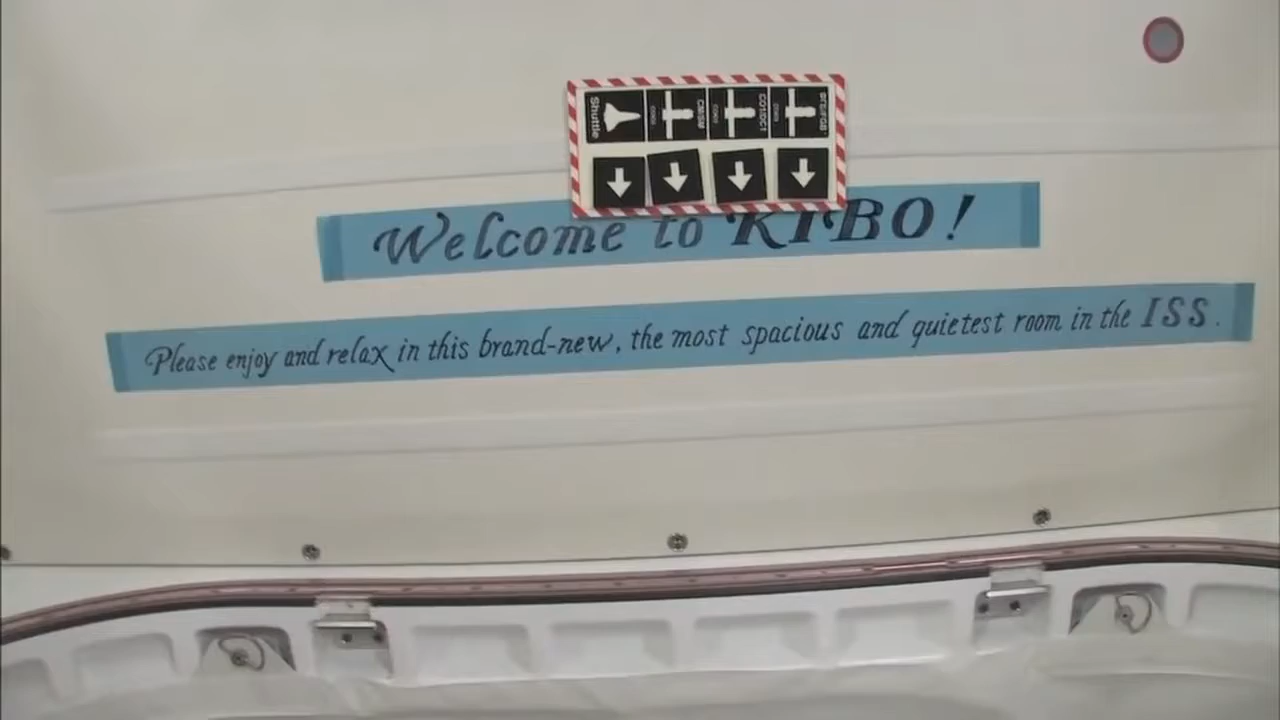 Shuttle
Welcome to KIBO!
Please enjoy and relax in this brand-new, the most spacious and quietest room in the ISS.